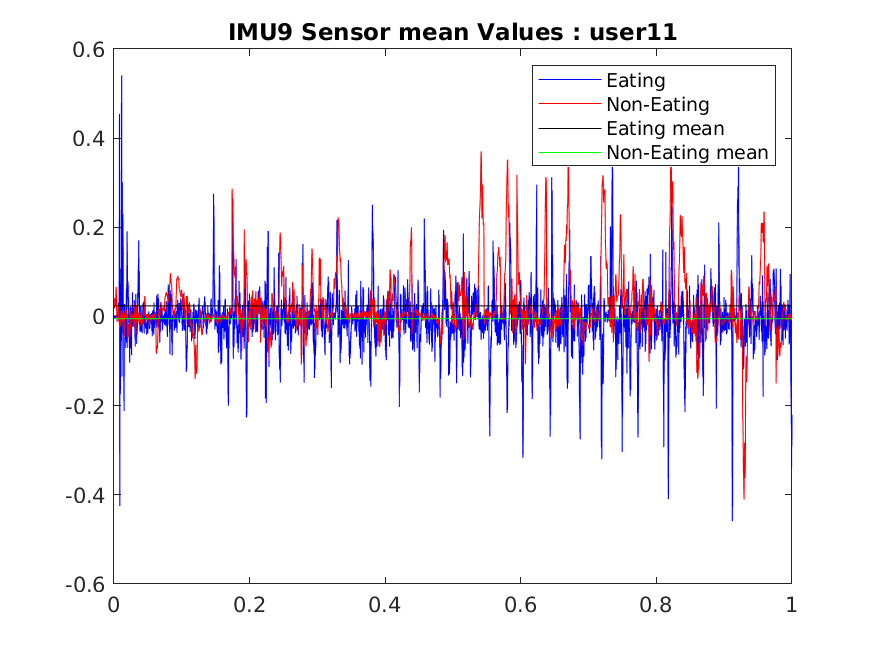 IMU9 Sensor mean Values : user11
0.6
0.4
0.2
0
-0.2
-0.4
-0.6
Eating
Non-Eating
Eating mean
Non-Eating mean
0 0.2 0.4 0.6 0.8 1